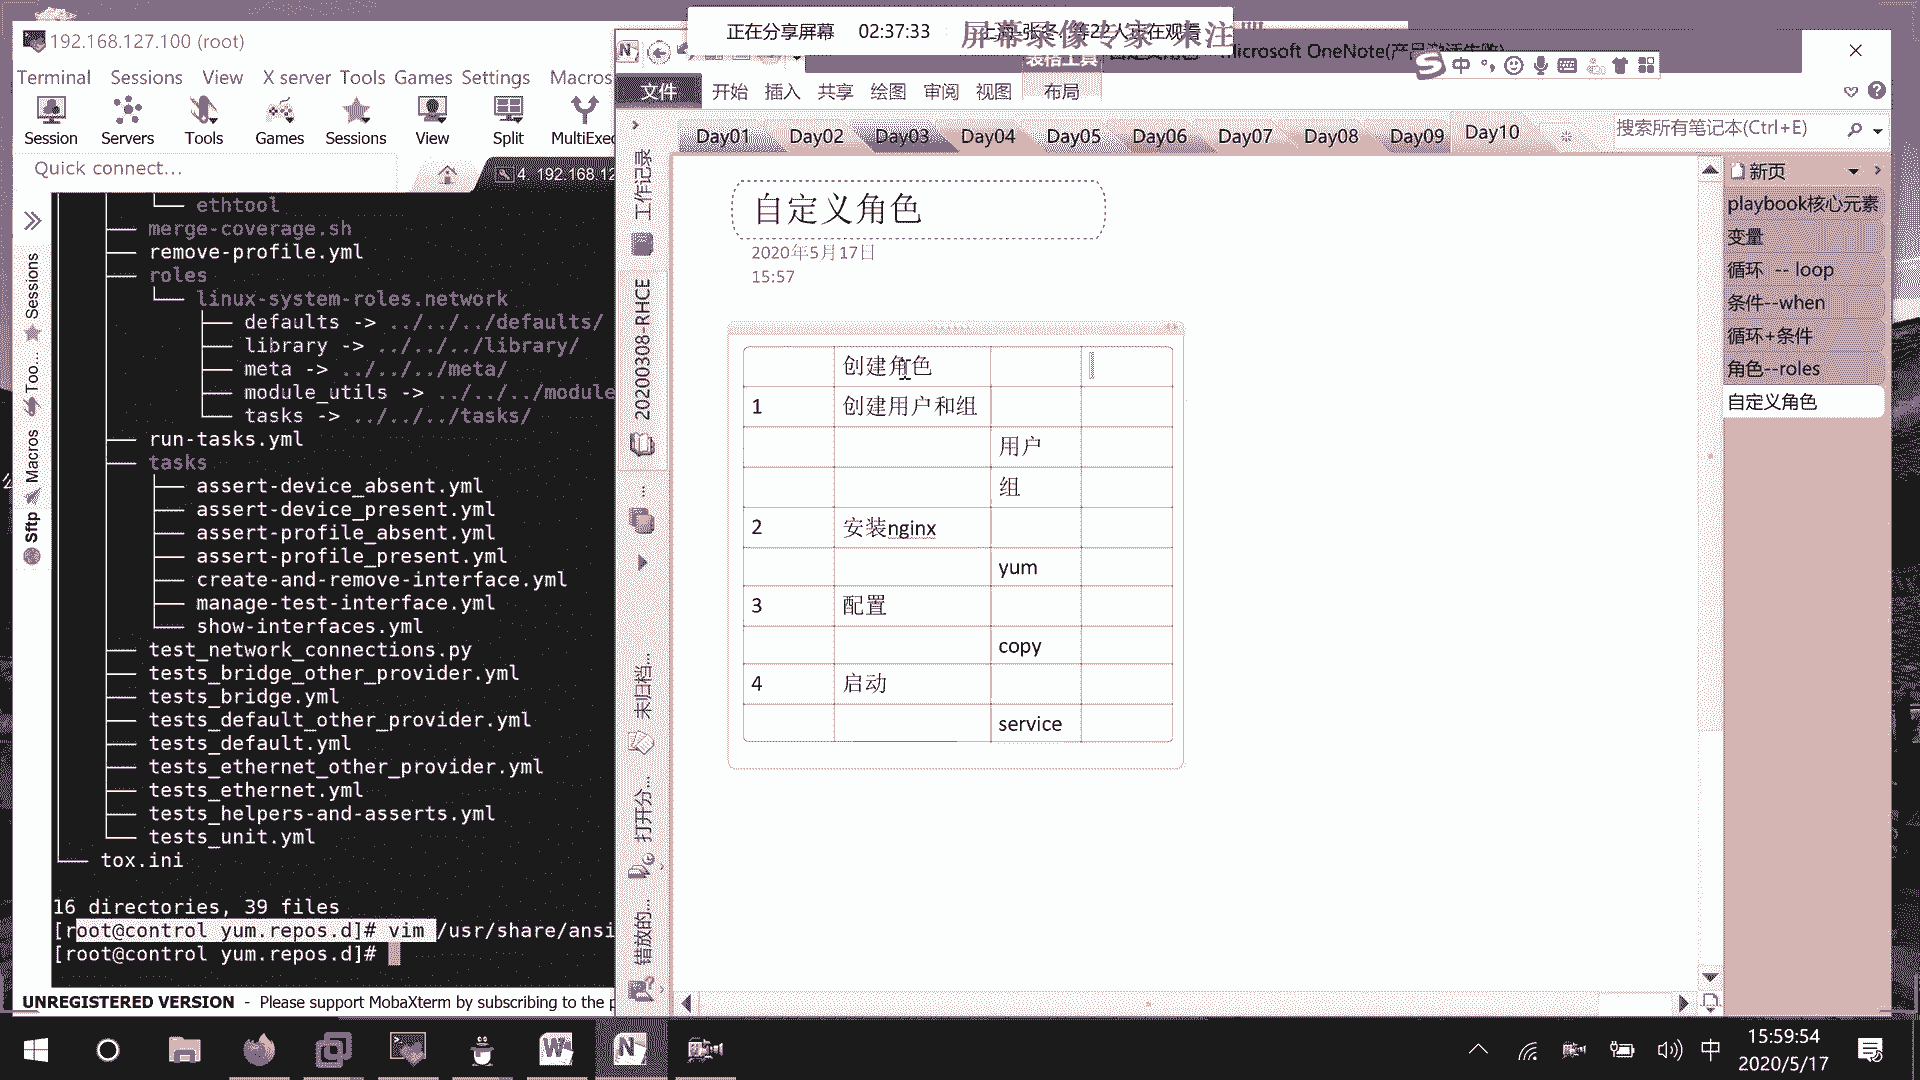 正在分享屏幕 02:37:33
屏幕录像专家 未注册
192.168.127.100 (root)
Microsoft OneNote(产品激活失败)
Terminal Sessions View X server Tools Games Settings Macros
表格工具
文件 开始 插入 共享 绘图 审阅 视图 布局
Session Servers Tools Games Sessions View Split MultiExec
Day01 Day02 Day03 Day04 Day05 Day06 Day07 Day08 Day09 Day10
搜索所有笔记本(Ctrl+E)
Quick connect...
4. 192.168.12
Sessions
Too...
Macros
Sftp
└── ethtool
├── merge-coverage.sh
├── remove-profile.yml
├── roles
└── linux-system-roles.network
├── defaults -> ../../../defaults/
├── library -> ../../../library/
├── meta -> ../../../meta/
├── module_utils -> ../../../module
└── tasks -> ../../../tasks/
├── run-tasks.yml
├── tasks
├── assert-device_absent.yml
├── assert-device_present.yml
├── assert-profile_absent.yml
├── assert-profile_present.yml
├── create-and-remove-interface.yml
├── manage-test-interface.yml
└── show-interfaces.yml
├── test_network_connections.py
├── tests_bridge_other_provider.yml
├── tests_bridge.yml
├── tests_default_other_provider.yml
├── tests_default.yml
├── tests_ethernet_other_provider.yml
├── tests_ethernet.yml
├── tests_helpers-and-asserts.yml
└── tests_unit.yml
└── tox.ini
16 directories, 39 files
[root@control yum.repos.d]# vim /usr/share/ansi
[root@control yum.repos.d]#
UNREGISTERED VERSION - Please support MobaXterm by subscribing to the p
工作记录
20200308-RHCE
...
未归档...
打开分...
错放的...
自定义角色
2020年5月17日
15:57
创建角色
1 创建用户和组
用户
组
2 安装nginx
yum
3 配置
copy
4 启动
service
新页
playbook核心元素
变量
循环 -- loop
条件--when
循环+条件
角色--roles
自定义角色
中
中
15:59:54
2020/5/17